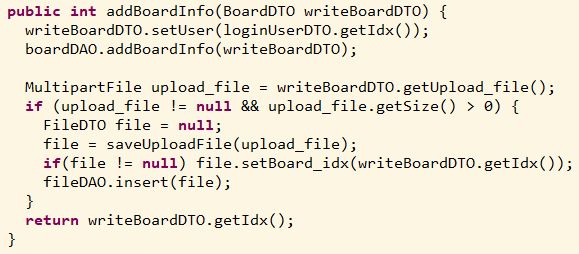 public int addBoardInfo(BoardDTO writeBoardDTO) {
  writeBoardDTO.setUser(loginUserDTO.getIdx());
  boardDAO.addBoardInfo(writeBoardDTO);

  MultipartFile upload_file = writeBoardDTO.getUpload_file();
  if (upload_file != null && upload_file.getSize() > 0) {
    FileDTO file = null;
    file = saveUploadFile(upload_file);
    if(file != null) file.setBoard_idx(writeBoardDTO.getIdx());
    fileDAO.insert(file);
  }
  return writeBoardDTO.getIdx();
}